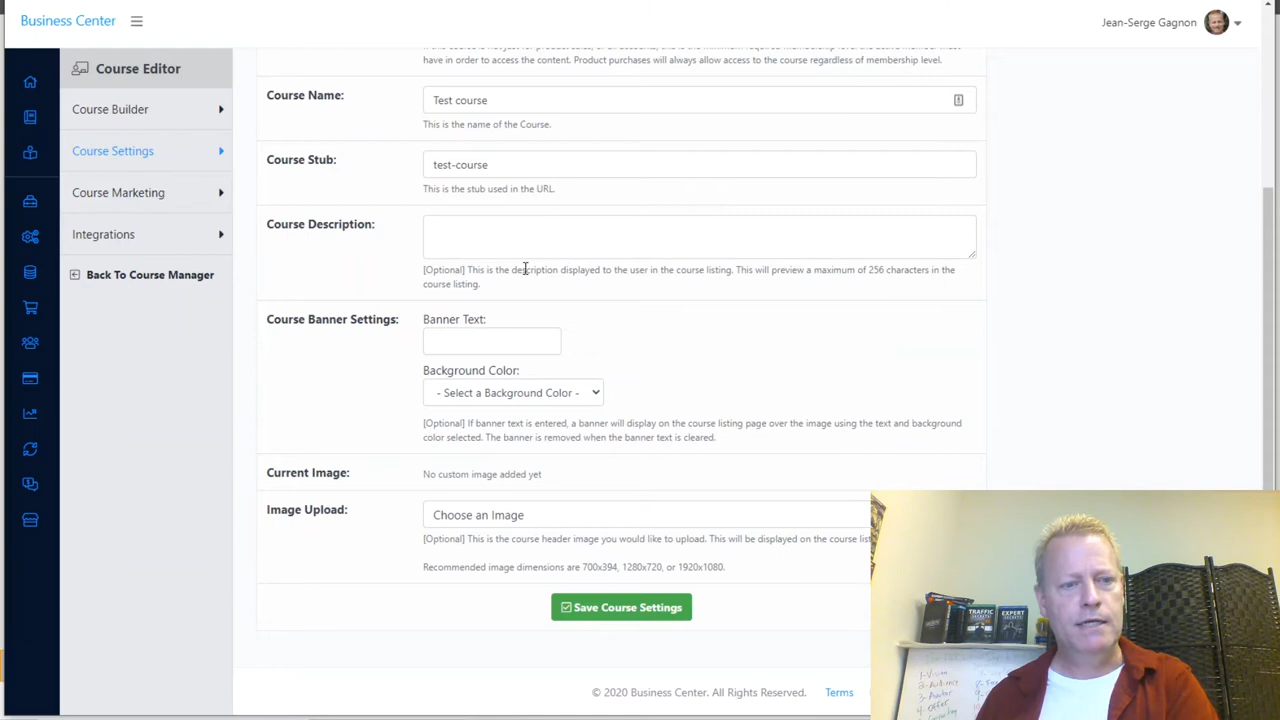 Business Center
Jean-Serge Gagnon
Course Editor
Course Builder
Course Settings
Course Marketing
Integrations
Back To Course Manager
have in order to access the content. Product purchases will always allow access to the course regardless of membership level.
Course Name:
Test course
This is the name of the Course.
Course Stub:
test-course
This is the stub used in the URL.
Course Description:
[Optional] This is the description displayed to the user in the course listing. This will preview a maximum of 256 characters in the
course listing.
Course Banner Settings:
Banner Text:
Background Color:
- Select a Background Color -
[Optional] If banner text is entered, a banner will display on the course listing page over the image using the text and background
color selected. The banner is removed when the banner text is cleared.
Current Image:
No custom image added yet
Image Upload:
Choose an Image
[Optional] This is the course header image you would like to upload. This will be displayed on the course list
Recommended image dimensions are 700x394, 1280x720, or 1920x1080.
Save Course Settings
© 2020 Business Center. All Rights Reserved.
Terms
TRAFFIC
SECRETS
EXPERT
SECRETS
1-Vision